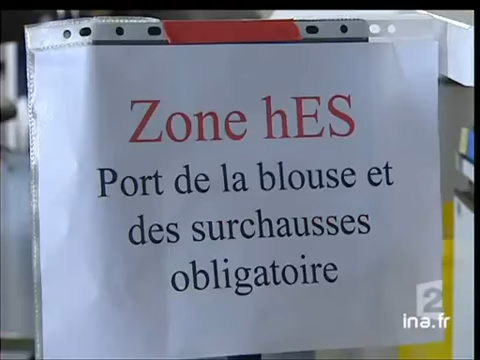 Zone hES
Port de la blouse et
des surchausses
obligatoire
2
ina.fr